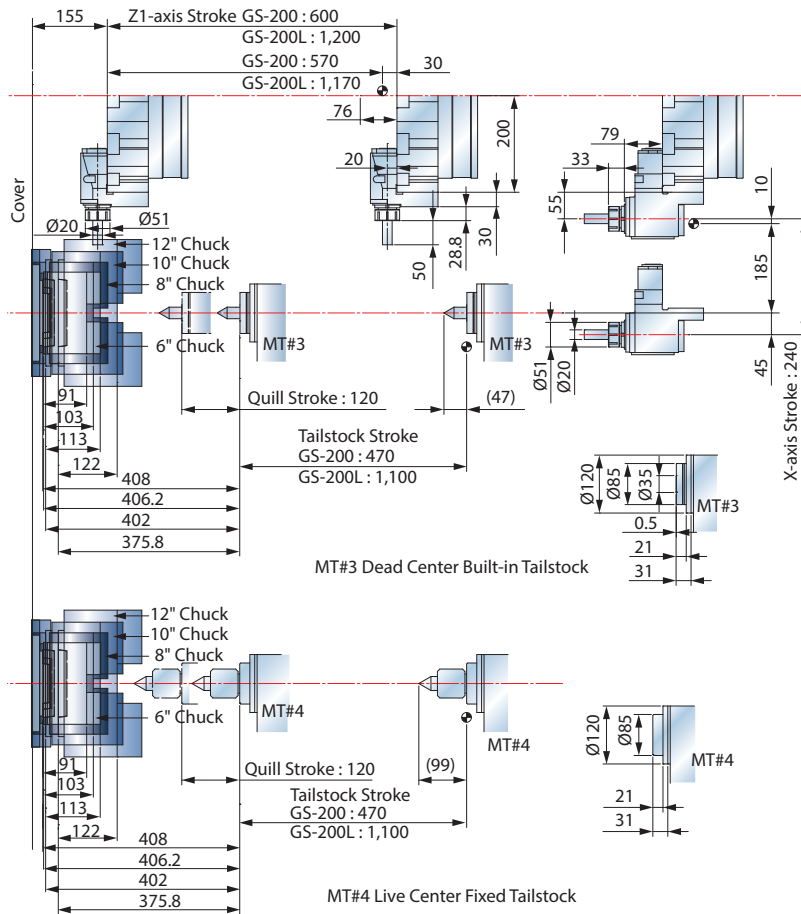 155
Z1-axis Stroke GS-200 : 600
GS-200L : 1,200
GS-200 : 570
GS-200L : 1,170
30
76
200
20
79
33
10
55
Cover
Ø20
Ø51
12" Chuck
10" Chuck
8" Chuck
6" Chuck
50
28.8
30
185
MT#3
MT#3
Ø51
Ø20
45
X-axis Stroke : 240
91
103
113
122
408
406.2
402
375.8
Quill Stroke : 120
(47)
Tailstock Stroke
GS-200 : 470
GS-200L : 1,100
Ø120
Ø85
Ø35
MT#3
0.5
21
31
MT#3 Dead Center Built-in Tailstock
12" Chuck
10" Chuck
8" Chuck
6" Chuck
MT#4
MT#4
91
103
113
122
408
406.2
402
375.8
Quill Stroke : 120
(99)
Tailstock Stroke
GS-200 : 470
GS-200L : 1,100
Ø120
Ø85
MT#4
21
31
MT#4 Live Center Fixed Tailstock